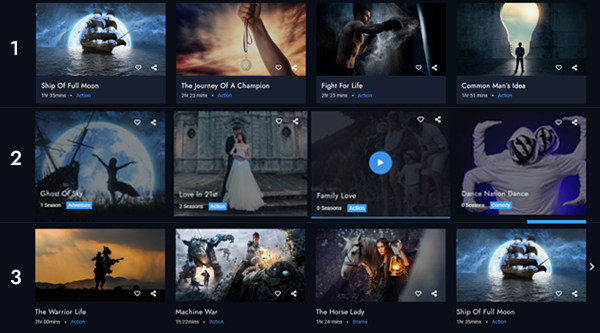 1
Ship Of Full Moon
1hr 35mins • Action
The Journey Of A Champion
2hr 23 mins • Action
Fight For Life
2hr 25 mins • Action
Common Man's Idea
1hr 51 mins • Action
2
Ghost Of Sky
1 Season Adventure
Love In 21st
2 Seasons Action
Family Love
0 Seasons Action
Dance Nation Dance
0 Seasons Comedy
3
The Warrior Life
2hr 00mins • Action
Machine War
1h 22mins • Action
The Horse Lady
1hr 24 mins • Drama
Ship Of Full Moon
1hr 35mins • Action